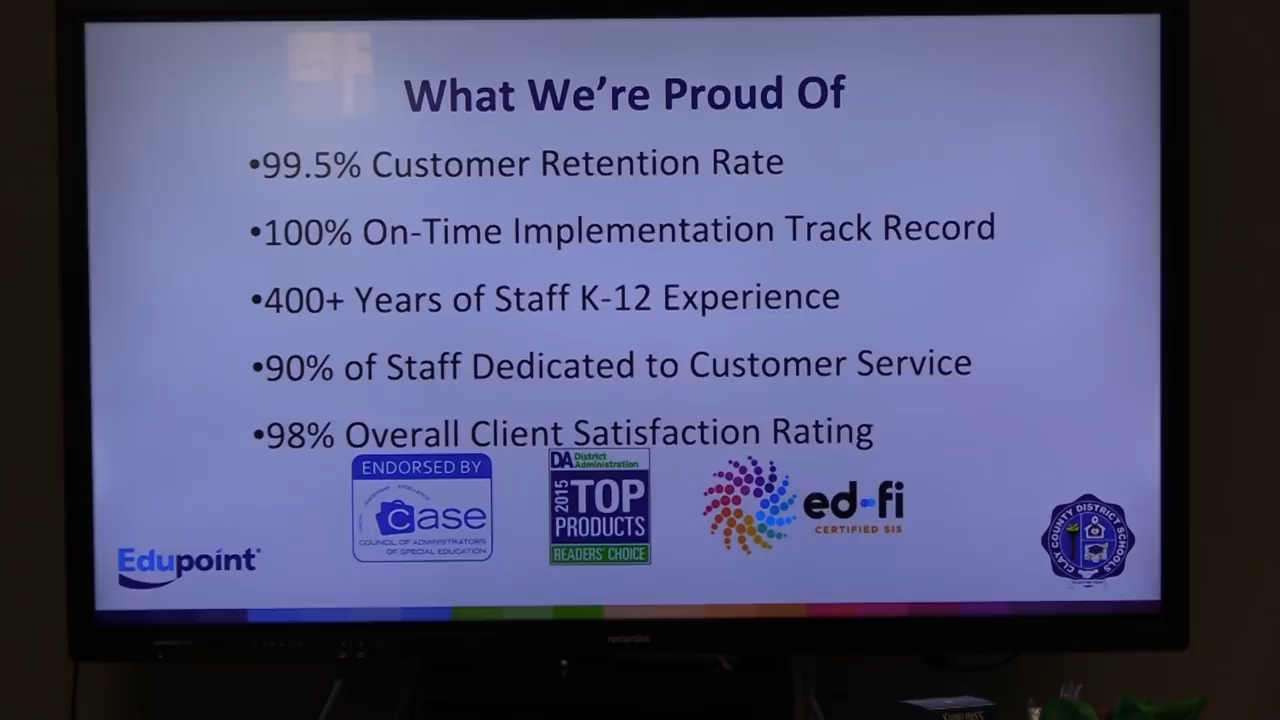 What We're Proud Of
•99.5% Customer Retention Rate
•100% On-Time Implementation Track Record
•400+ Years of Staff K-12 Experience
•90% of Staff Dedicated to Customer Service
•98% Overall Client Satisfaction Rating
ENDORSED BY
case
COUNCIL OF ADMINISTRATORS
OF SPECIAL EDUCATION
DA District
Administration
2015 TOP
PRODUCTS
READERS' CHOICE
ed-fi
CERTIFIED SIS
Edupoint
CLAY COUNTY DISTRICT SCHOOLS
recordex